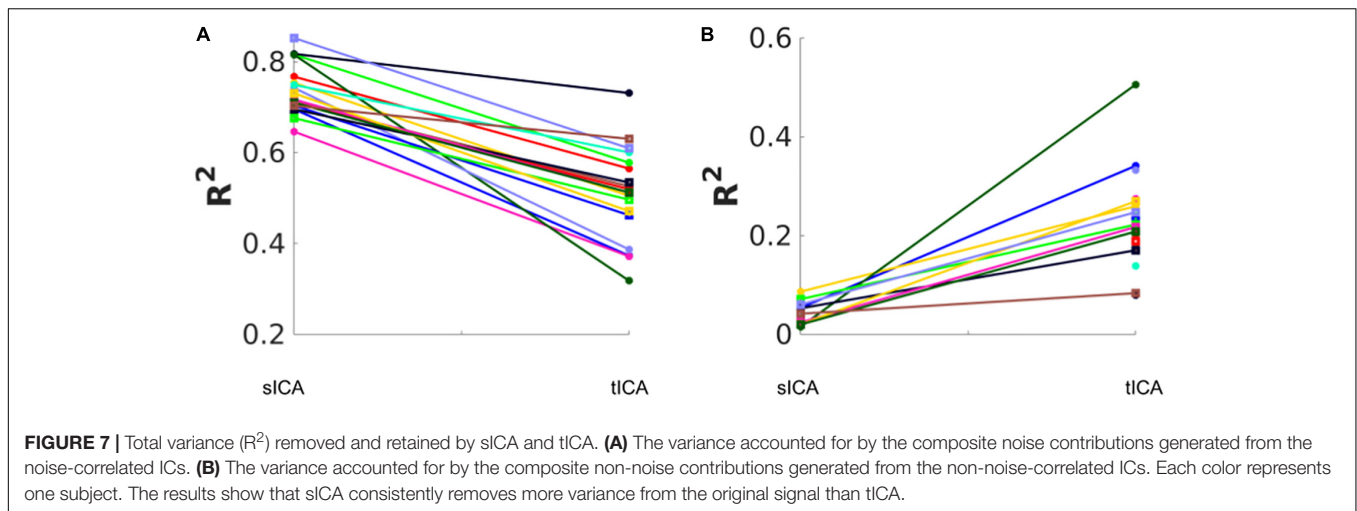 A
B
0.8
0.6
0.4
0.2
R²
sICA
tICA
0.6
0.4
0.2
0
R²
sICA
tICA
FIGURE 7 | Total variance (R²) removed and retained by sICA and tICA. (A) The variance accounted for by the composite noise contributions generated from the
noise-correlated ICs. (B) The variance accounted for by the composite non-noise contributions generated from the non-noise-correlated ICs. Each color represents
one subject. The results show that sICA consistently removes more variance from the original signal than tICA.